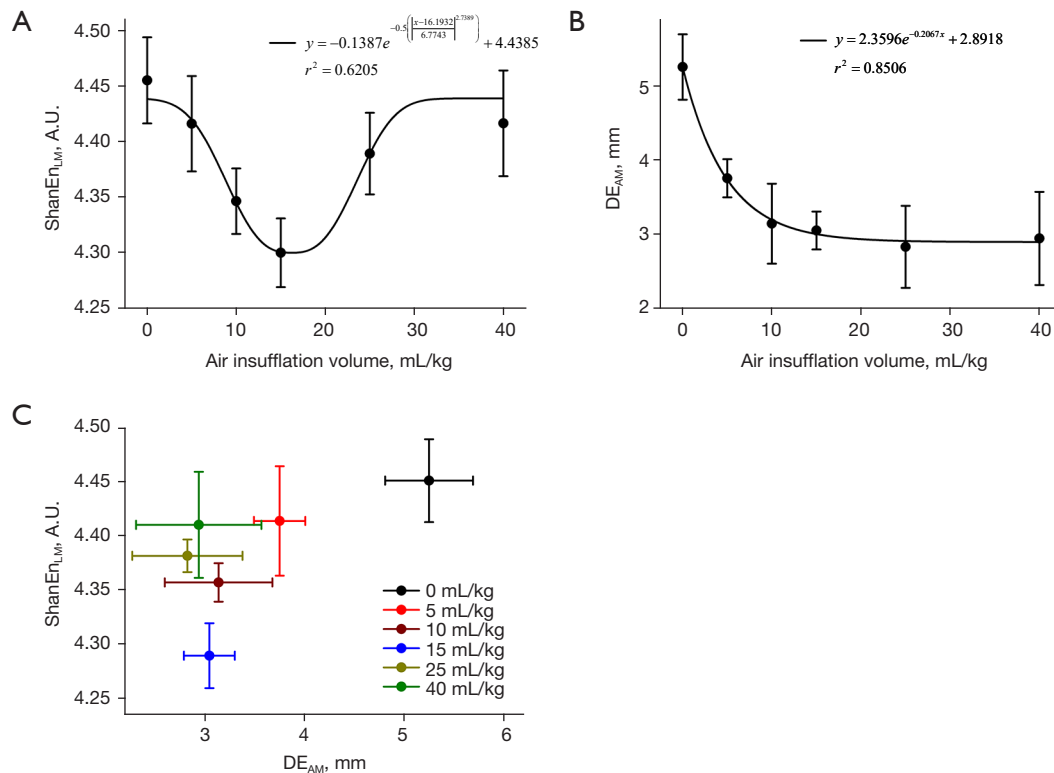 A
4.50
4.45
4.40
4.35
4.30
4.25
ShanEn_LM, A.U.
y = −0.1387e^{−0.5(|x−16.1932/6.7743|^{2.7389})} + 4.4385
r² = 0.6205
0 10 20 30 40
Air insufflation volume, mL/kg
B
5
4
3
2
DE_AM, mm
y = 2.3596e^{−0.2067x} + 2.8918
r² = 0.8506
0 10 20 30 40
Air insufflation volume, mL/kg
C
4.50
4.45
4.40
4.35
4.30
4.25
ShanEn_LM, A.U.
0 mL/kg
5 mL/kg
10 mL/kg
15 mL/kg
25 mL/kg
40 mL/kg
3 4 5 6
DE_AM, mm